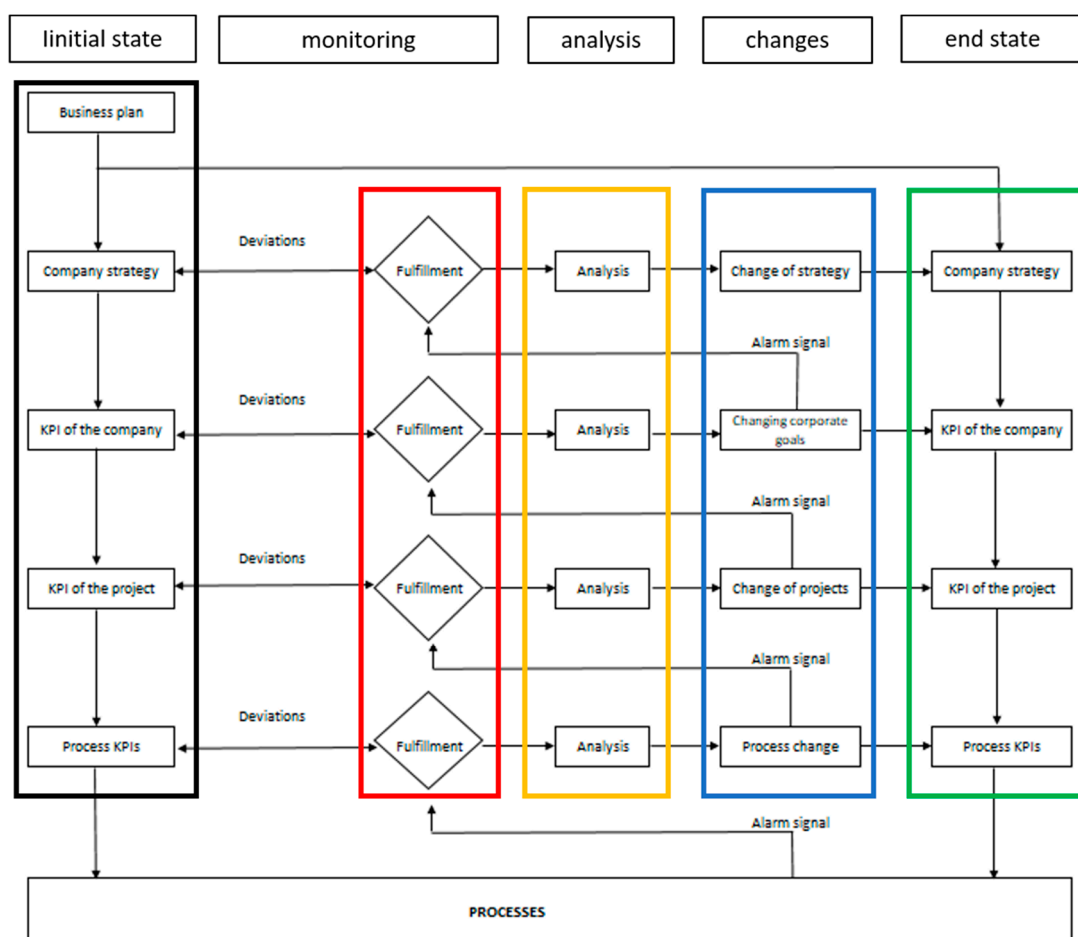 Iinitial state
monitoring
analysis
changes
end state
Business plan
Deviations
Company strategy
Fulfillment
Analysis
Change of strategy
Company strategy
Alarm signal
Deviations
KPI of the company
Fulfillment
Analysis
Changing corporate
goals
KPI of the company
Alarm signal
Deviations
KPI of the project
Fulfillment
Analysis
Change of projects
KPI of the project
Alarm signal
Deviations
Process KPIs
Fulfillment
Analysis
Process change
Process KPIs
Alarm signal
PROCESSES